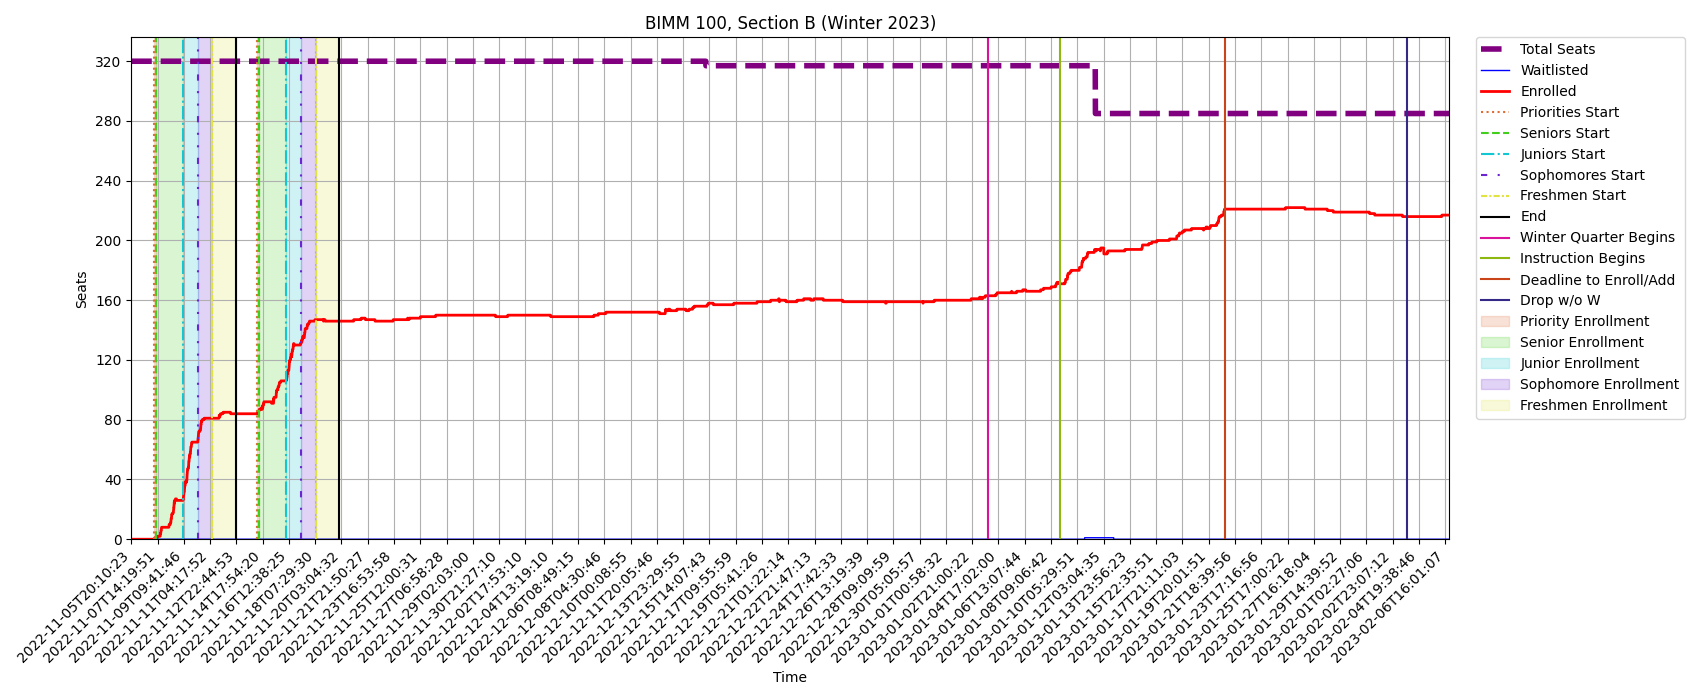 BIMM 100, Section B (Winter 2023)
Seats
320
280
240
200
160
120
80
40
0
2022-11-05T20:10:23
2022-11-07T14:19:51
2022-11-09T09:41:46
2022-11-11T04:17:52
2022-11-12T22:44:53
2022-11-14T17:54:20
2022-11-16T12:38:25
2022-11-18T07:29:30
2022-11-20T03:04:32
2022-11-21T21:50:27
2022-11-23T16:53:58
2022-11-25T12:00:31
2022-11-27T06:58:28
2022-11-29T02:03:00
2022-11-30T21:27:10
2022-12-02T17:53:10
2022-12-04T13:19:10
2022-12-06T08:49:15
2022-12-08T04:30:46
2022-12-10T00:08:55
2022-12-11T20:05:46
2022-12-13T23:29:55
2022-12-15T14:07:43
2022-12-17T09:55:59
2022-12-19T05:41:26
2022-12-21T01:22:14
2022-12-22T21:47:13
2022-12-24T17:42:33
2022-12-26T13:19:39
2022-12-28T09:09:59
2022-12-30T05:05:57
2023-01-01T00:58:32
2023-01-02T21:00:22
2023-01-04T17:02:00
2023-01-06T13:07:44
2023-01-08T09:06:42
2023-01-10T05:29:51
2023-01-12T03:04:35
2023-01-13T23:56:23
2023-01-15T22:35:51
2023-01-17T21:11:03
2023-01-19T20:01:51
2023-01-21T18:39:56
2023-01-23T17:16:56
2023-01-25T17:00:22
2023-01-27T16:18:04
2023-01-29T14:39:52
2023-02-01T02:27:06
2023-02-02T23:07:12
2023-02-04T19:38:46
2023-02-06T16:01:07
Time
Total Seats
Waitlisted
Enrolled
Priorities Start
Seniors Start
Juniors Start
Sophomores Start
Freshmen Start
End
Winter Quarter Begins
Instruction Begins
Deadline to Enroll/Add
Drop w/o W
Priority Enrollment
Senior Enrollment
Junior Enrollment
Sophomore Enrollment
Freshmen Enrollment